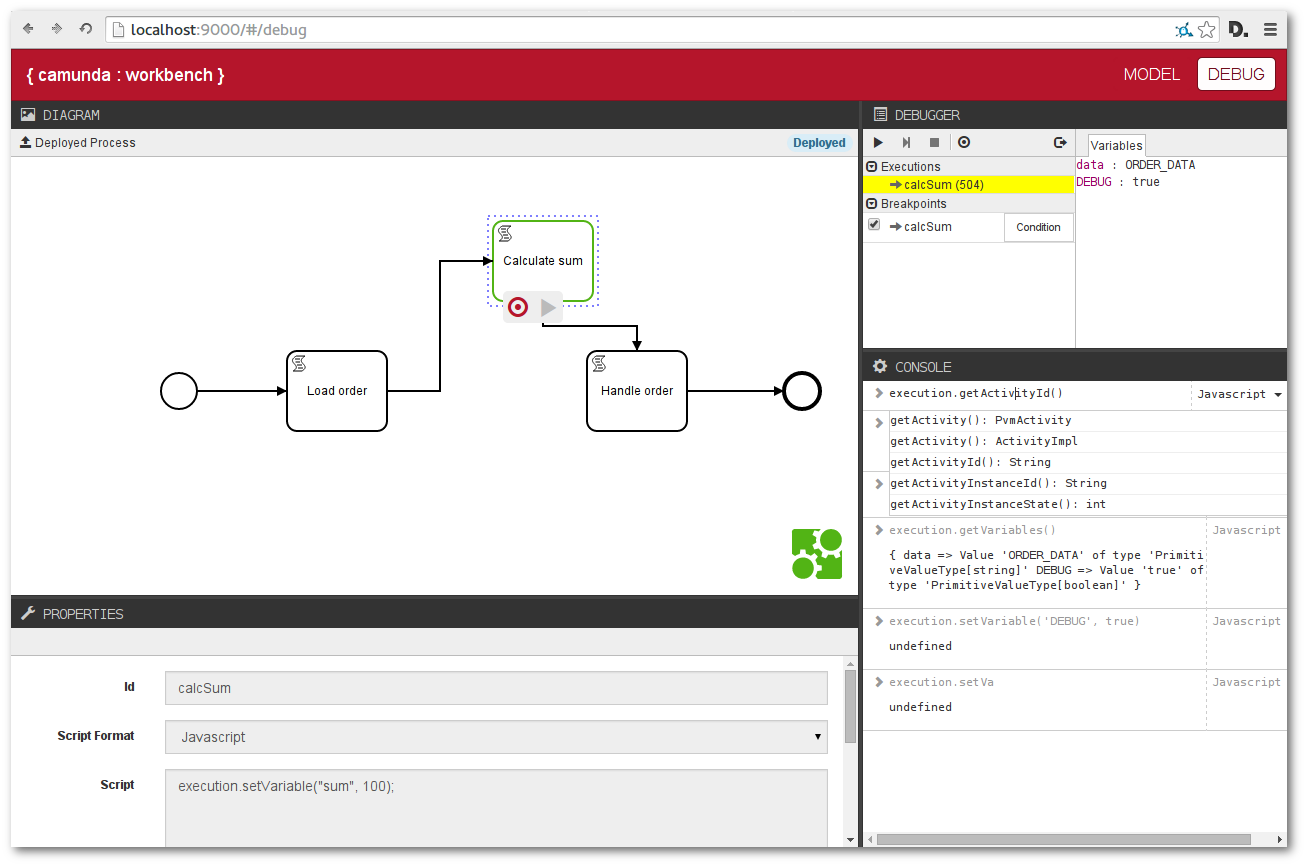 localhost:9000/#/debug
D.
{ camunda : workbench }
MODEL
DEBUG
DIAGRAM
Deployed Process
Deployed
Calculate sum
Load order
Handle order
PROPERTIES
Id
calcSum
Script Format
Javascript
Script
execution.setVariable("sum", 100);
DEBUGGER
Executions
calcSum (504)
Breakpoints
calcSum
Condition
Variables
data : ORDER_DATA
DEBUG : true
CONSOLE
execution.getActivityId()
Javascript
getActivity(): PvmActivity
getActivity(): ActivityImpl
getActivityId(): String
getActivityInstanceId(): String
getActivityInstanceState(): int
execution.getVariables()
Javascript
{ data => Value 'ORDER_DATA' of type 'Primiti
veValueType[string]' DEBUG => Value 'true' of
type 'PrimitiveValueType[boolean]' }
execution.setVariable('DEBUG', true)
Javascript
undefined
execution.setVa
Javascript
undefined